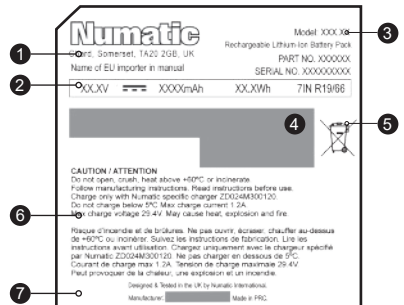 Numatic
Model: XXX.X
3
1
Chard, Somerset, TA20 2GB, UK
Rechargeable Lithium-Ion Battery Pack
Name of EU importer in manual
PART NO. XXXXXX
SERIAL NO. XXXXXXXXX
2
XX.XV XXXXmAh XX.XWh 7IN R19/66
4
5
CAUTION / ATTENTION
Do not open, crush, heat above +60ºC or incinerate.
Follow manufacturing instructions. Read instructions before use.
Charge only with Numatic specific charger ZD024M300120.
Do not charge below 5ºC Max charge current 1.2A.
6
Max charge voltage 29.4V. May cause heat, explosion and fire.
Risque d'incendie et de brûlures. Ne pas ouvrir, écraser, chauffer au-dessus
de +60ºC ou incinérer. Suivez les instructions de fabrication. Lire les
instructions avant utilisation. Chargez uniquement avec le chargeur spécifié
par Numatic ZD024M300120. Ne pas charger en dessous de 5ºC.
Courant de charge max 1.2A. Tension de charge maximale 29.4V.
Peut provoquer de la chaleur, une explosion et un incendie.
7
Designed & Tested in the UK by Numatic International.
Manufacturer: Made in PRC.